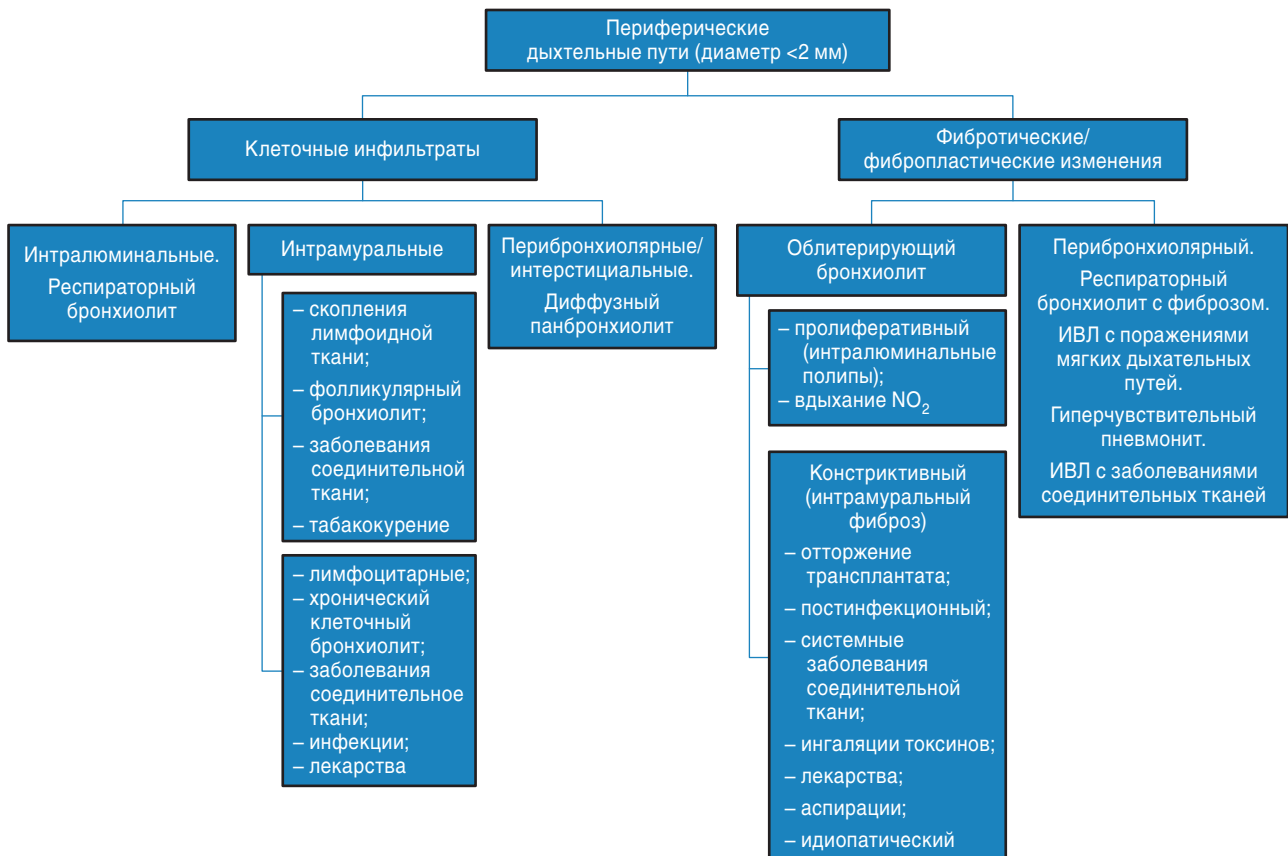 Периферические
дыхтельные пути (диаметр <2 мм)
Клеточные инфильтраты
Фибротические/
фибропластические изменения
Интралюминальные.
Респираторный
бронхиолит
Интрамуральные
– скопления
лимфоидной
ткани;
– фолликулярный
бронхиолит;
– заболевания
соединительной
ткани;
– табакокурение
– лимфоцитарные;
– хронический
клеточный
бронхиолит;
– заболевания
соединительное
ткани;
– инфекции;
– лекарства
Перибронхиолярные/
интерстициальные.
Диффузный
панбронхиолит
Облитерирующий
бронхиолит
– пролиферативный
(интралюминальные
полипы);
– вдыхание NO₂
Констриктивный
(интрамуральный
фиброз)
– отторжение
трансплантата;
– постинфекционный;
– системные
заболевания
соединительной
ткани;
– ингаляции токсинов;
– лекарства;
– аспирации;
– идиопатический
Перибронхиолярный.
Респираторный
бронхиолит с фиброзом.
ИВЛ с поражениями
мягких дыхательных
путей.
Гиперчувствительный
пневмонит.
ИВЛ с заболеваниями
соединительных тканей